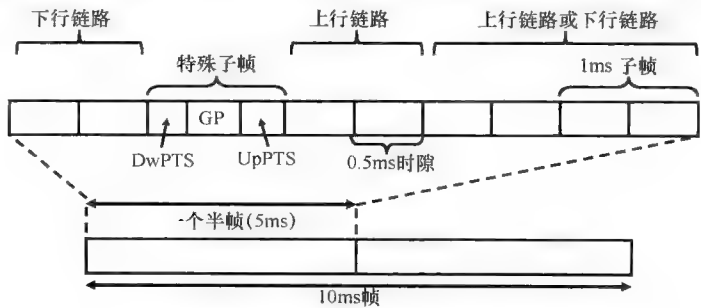 下行链路
上行链路
上行链路或下行链路
特殊子帧
1ms 子帧
GP
DwPTS
UpPTS
0.5ms时隙
一个半帧(5ms)
10ms帧